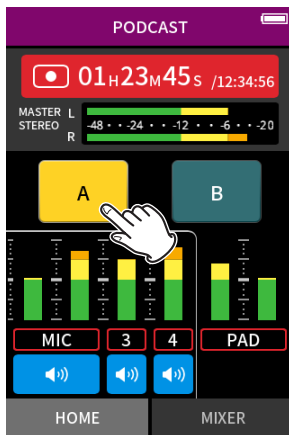 PODCAST
01H23M45S /12:34:56
MASTER STEREO L R
-48 • • -24 • • -12 • • -6 • • -20
A B
MIC 3 4 PAD
HOME MIXER